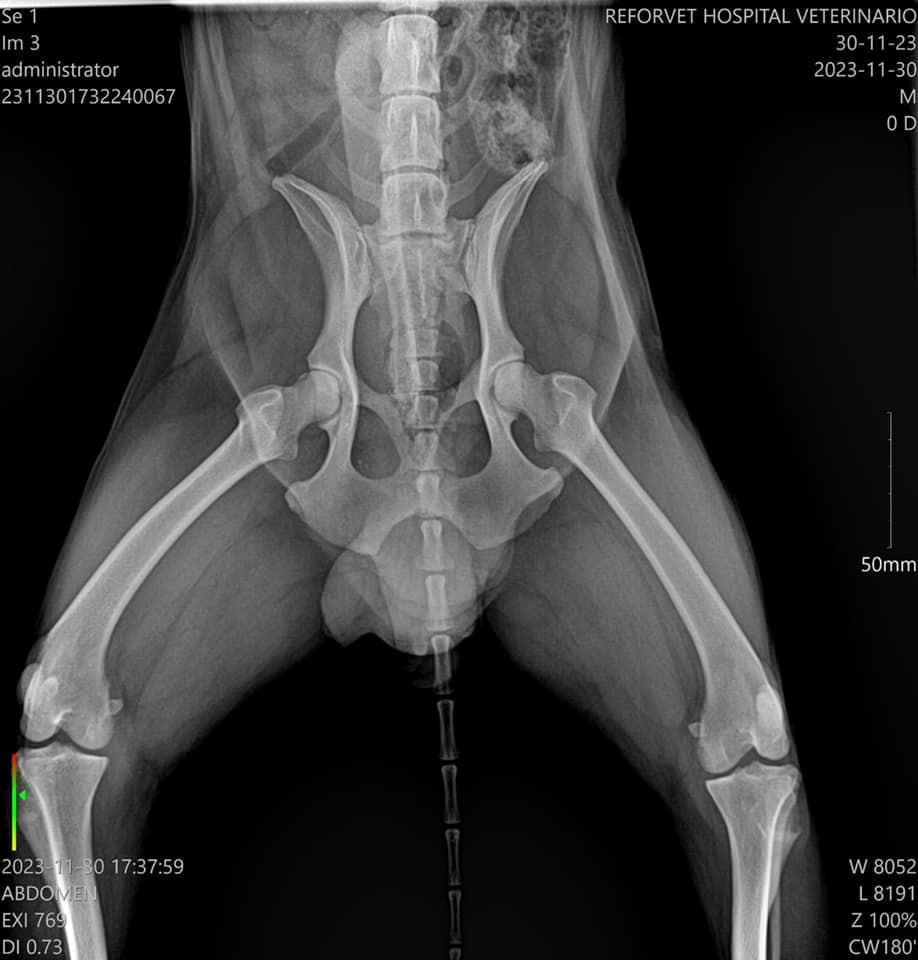 Se 1
Im 3
administrator
2311301732240067
REFORVET HOSPITAL VETERINARIO
30-11-23
2023-11-30
M
0 D
50mm
2023-11-30 17:37:59
ABDOMEN
EXI 769
DI 0.73
W 8052
L 8191
Z 100%
CW180'